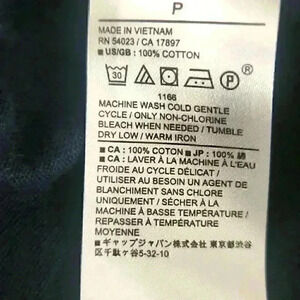 P
MADE IN VIETNAM
RN 54023 / CA 17897
■ US/GB : 100% COTTON
30
P
1166
MACHINE WASH COLD GENTLE
CYCLE / ONLY NON-CHLORINE
BLEACH WHEN NEEDED / TUMBLE
DRY LOW / WARM IRON
■ CA : 100% COTON ■ JP : 100% 綿
■ CA : LAVER À LA MACHINE À L'EAU
FROIDE AU CYCLE DÉLICAT /
UTILISER AU BESOIN UN AGENT DE
BLANCHIMENT SANS CHLORE
UNIQUEMENT / SÉCHER À LA
MACHINE À BASSE TEMPÉRATURE /
REPASSER À TEMPÉRATURE
MOYENNE
■ ギャップジャパン株式会社 東京都渋谷
区千駄ヶ谷5-32-10